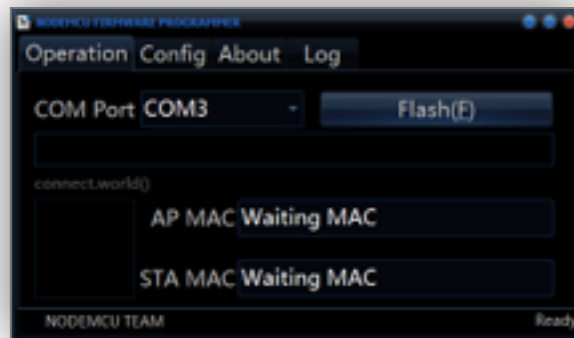 NODEMCU FIRMWARE PROGRAMMER
Operation Config About Log
COM Port COM3 Flash(F)
connect.world()
AP MAC Waiting MAC
STA MAC Waiting MAC
NODEMCU TEAM Ready